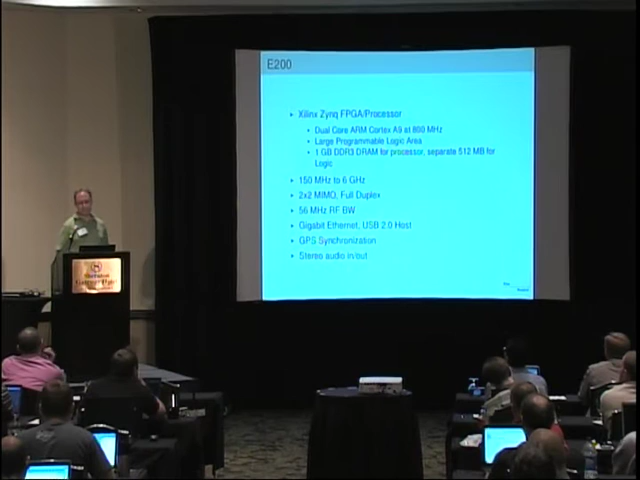 E200
• Xilinx Zynq FPGA/Processor
• Dual Core ARM Cortex A9 at 800 MHz
• Large Programmable Logic Area
• 1 GB DDR3 DRAM for processor, separate 512 MB for
Logic
• 150 MHz to 6 GHz
• 2x2 MIMO, Full Duplex
• 56 MHz RF BW
• Gigabit Ethernet, USB 2.0 Host
• GPS Synchronization
• Stereo audio in/out
Sheraton